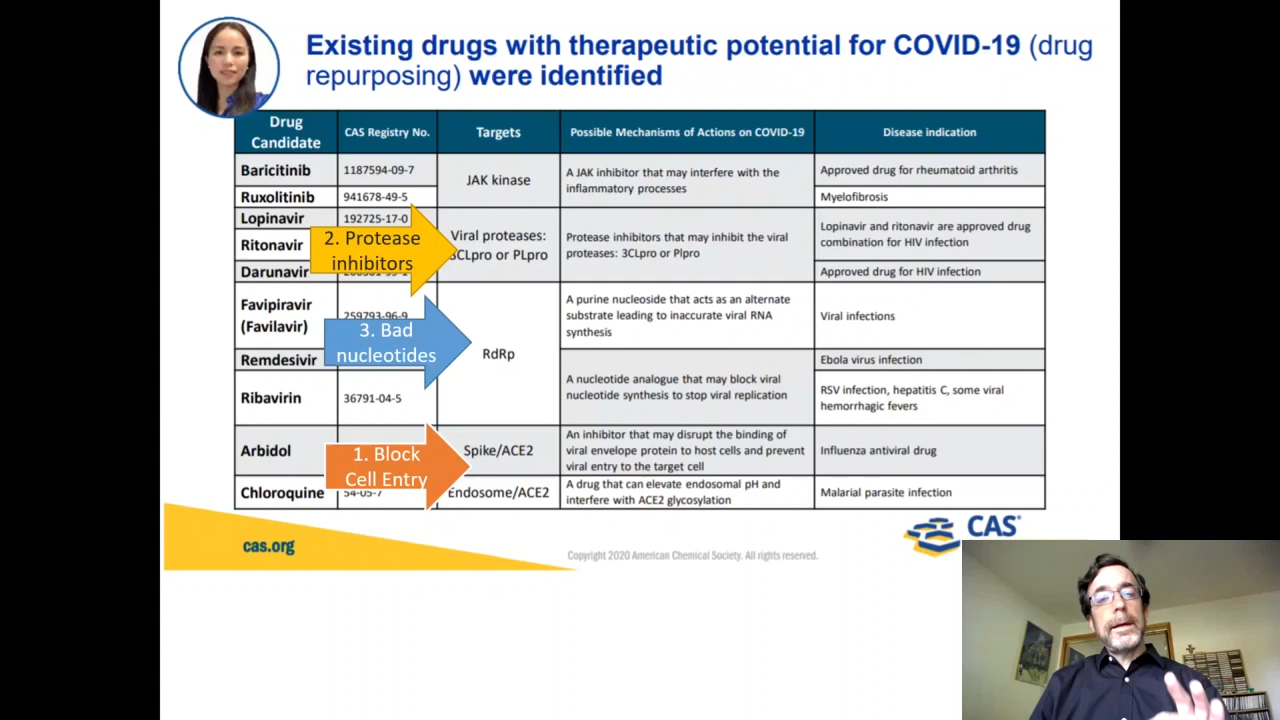 Existing drugs with therapeutic potential for COVID-19 (drug
repurposing) were identified
Drug
Candidate
CAS Registry No.
Targets
Possible Mechanisms of Actions on COVID-19
Disease indication
Baricitinib
1187594-09-7
JAK kinase
A JAK inhibitor that may interfere with the
inflammatory processes
Approved drug for rheumatoid arthritis
Ruxolitinib
941678-49-5
Myelofibrosis
Lopinavir
192725-17-0
Viral proteases:
3CLpro or PLpro
Protease inhibitors that may inhibit the viral
proteases: 3CLpro or Plpro
Lopinavir and ritonavir are approved drug
combination for HIV infection
Ritonavir
2. Protease
inhibitors
Darunavir
Approved drug for HIV infection
Favipiravir
(Favilavir)
259793-96-9
RdRp
A purine nucleoside that acts as an alternate
substrate leading to inaccurate viral RNA
synthesis
Viral infections
3. Bad
nucleotides
Remdesivir
A nucleotide analogue that may block viral
nucleotide synthesis to stop viral replication
Ebola virus infection
Ribavirin
36791-04-5
RSV infection, hepatitis C, some viral
hemorrhagic fevers
Arbidol
1. Block
Cell Entry
Spike/ACE2
An inhibitor that may disrupt the binding of
viral envelope protein to host cells and prevent
viral entry to the target cell
Influenza antiviral drug
Chloroquine
54-05-7
Endosome/ACE2
A drug that can elevate endosomal pH and
interfere with ACE2 glycosylation
Malarial parasite infection
cas.org
Copyright 2020 American Chemical Society. All rights reserved.
CAS